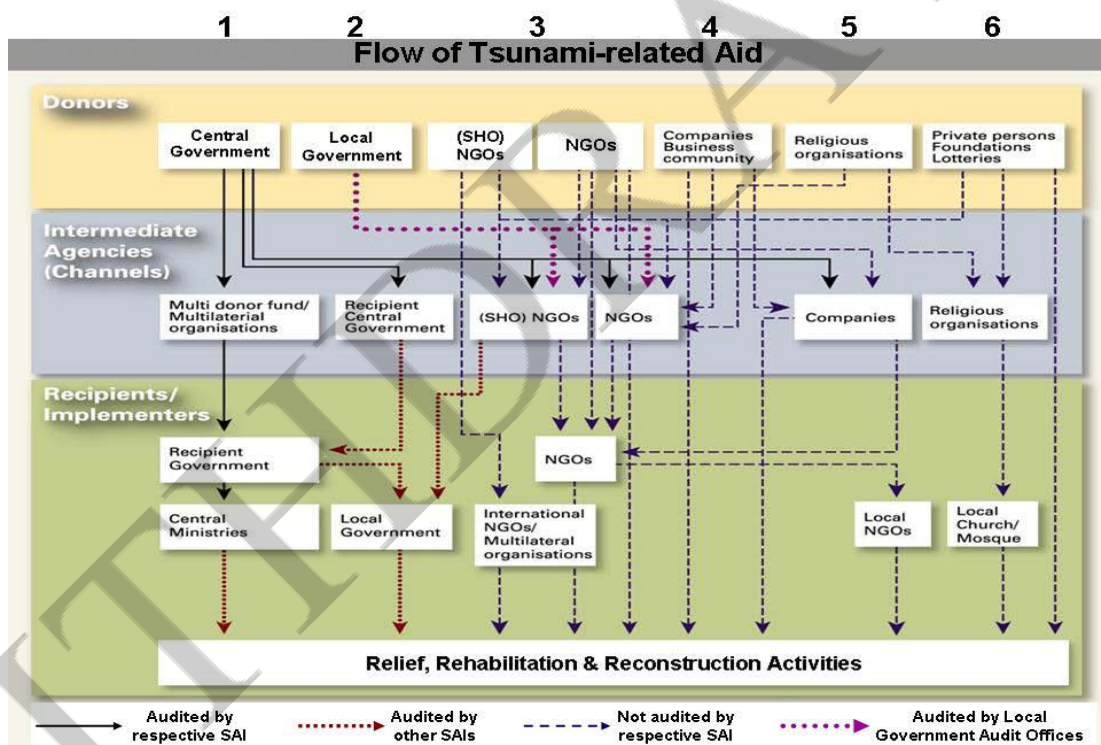 1 2 3 4 5 6
Flow of Tsunami-related Aid
Donors
Central
Government
Local
Government
(SHO)
NGOs
NGOs
Companies
Business
community
Religious
organisations
Private persons
Foundations
Lotteries
Intermediate
Agencies
(Channels)
Multi donor fund/
Multilaterial
organisations
Recipient
Central
Government
(SHO) NGOs
NGOs
Companies
Religious
organisations
Recipients/
Implementers
Recipient
Government
NGOs
Central
Ministries
Local
Government
International
NGOs/
Multilateral
organisations
Local
NGOs
Local
Church/
Mosque
Relief, Rehabilitation & Reconstruction Activities
Audited by
respective SAI
Audited by
other SAIs
Not audited by
respective SAI
Audited by Local
Government Audit Offices
THDRA